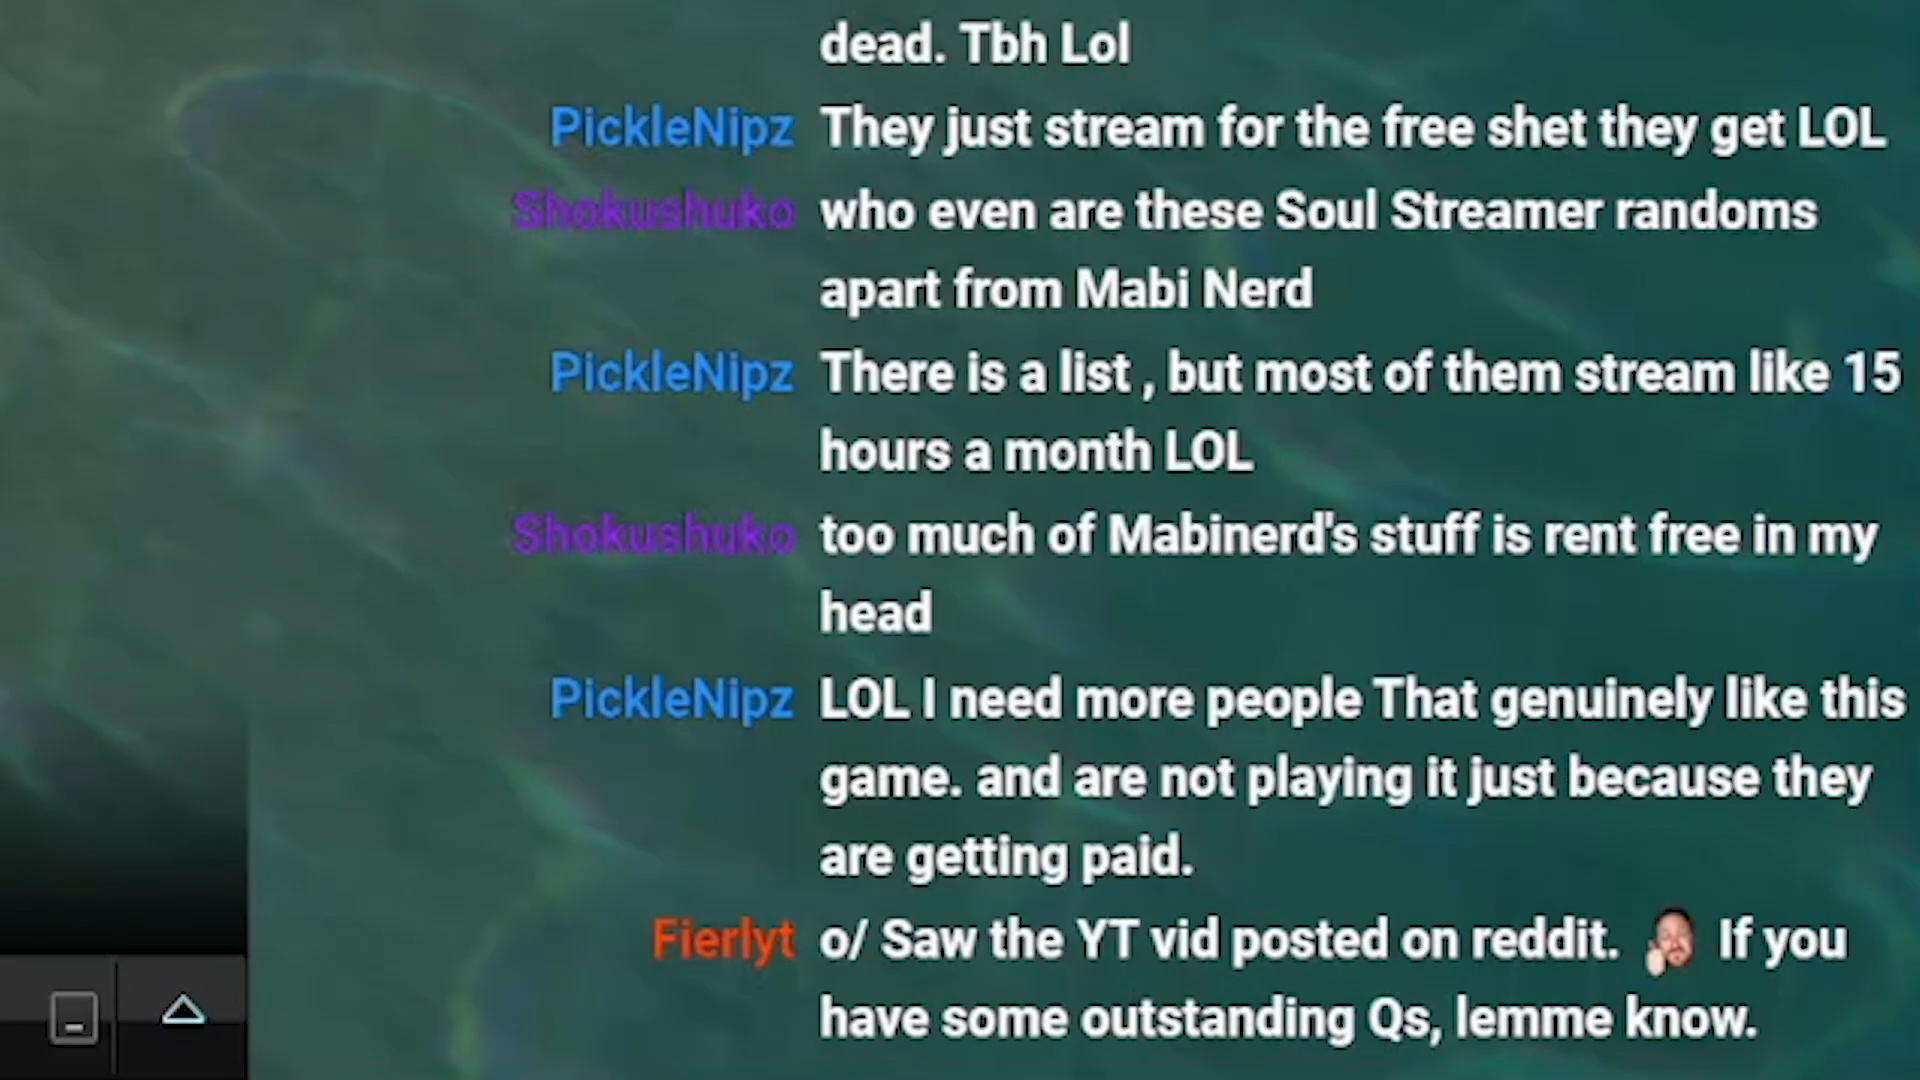 dead. Tbh Lol
PickleNipz They just stream for the free shet they get LOL
Shokushuko who even are these Soul Streamer randoms
apart from Mabi Nerd
PickleNipz There is a list , but most of them stream like 15
hours a month LOL
Shokushuko too much of Mabinerd's stuff is rent free in my
head
PickleNipz LOL I need more people That genuinely like this
game. and are not playing it just because they
are getting paid.
Fierlyt o/ Saw the YT vid posted on reddit. If you
have some outstanding Qs, lemme know.